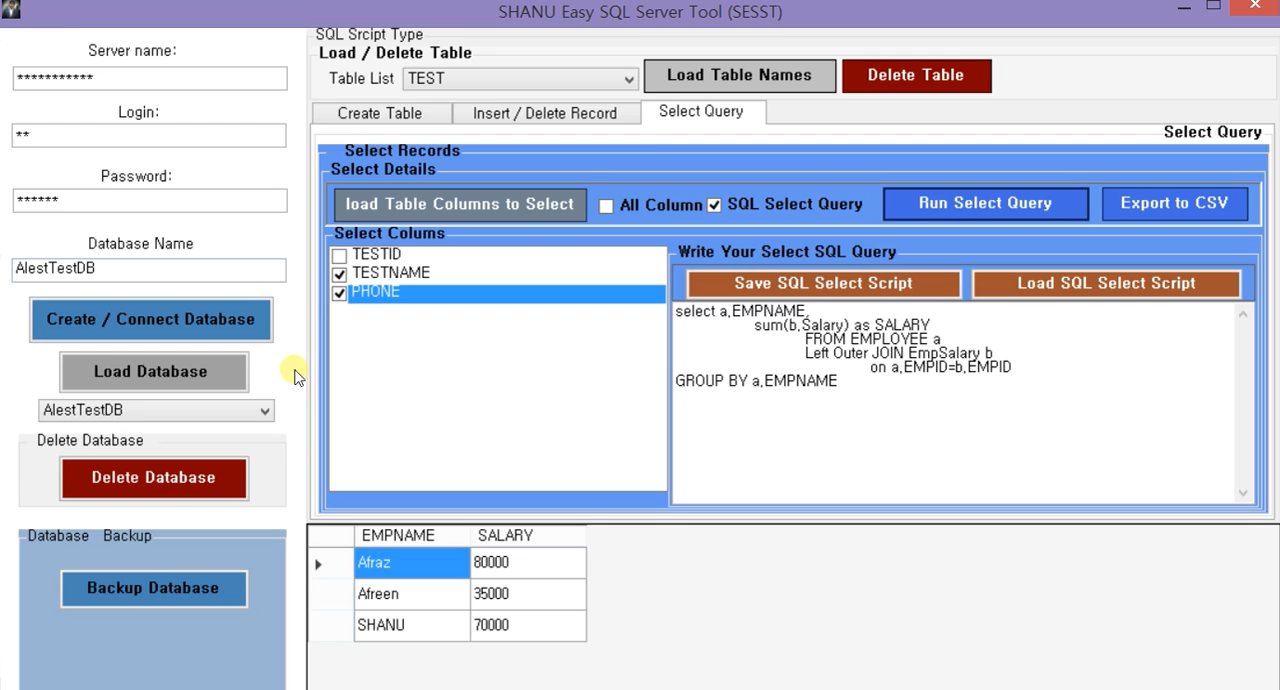 SHANU Easy SQL Server Tool (SESST)
Server name:
***********
Login:
**
Password:
******
Database Name
AlestTestDB
Create / Connect Database
Load Database
AlestTestDB
Delete Database
Delete Database
Database Backup
Backup Database
SQL Srcipt Type
Load / Delete Table
Table List TEST
Load Table Names
Delete Table
Create Table
Insert / Delete Record
Select Query
Select Query
Select Records
Select Details
load Table Columns to Select
All Column
SQL Select Query
Run Select Query
Export to CSV
Select Colums
TESTID
TESTNAME
PHONE
Write Your Select SQL Query
Save SQL Select Script
Load SQL Select Script
select a.EMPNAME,
sum(b.Salary) as SALARY
FROM EMPLOYEE a
Left Outer JOIN EmpSalary b
on a.EMPID=b.EMPID
GROUP BY a.EMPNAME
EMPNAME SALARY
Afraz 80000
Afreen 35000
SHANU 70000